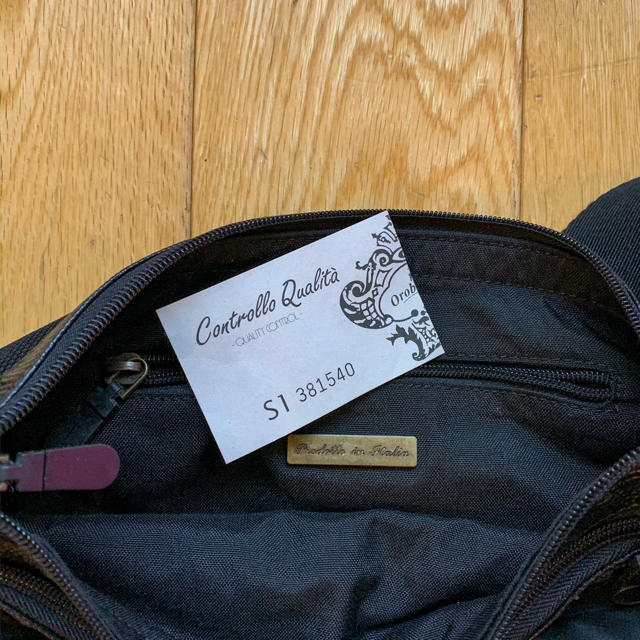 Controllo Qualità
- QUALITY CONTROL -
Orob
S1 381540
Prodotto in Italia